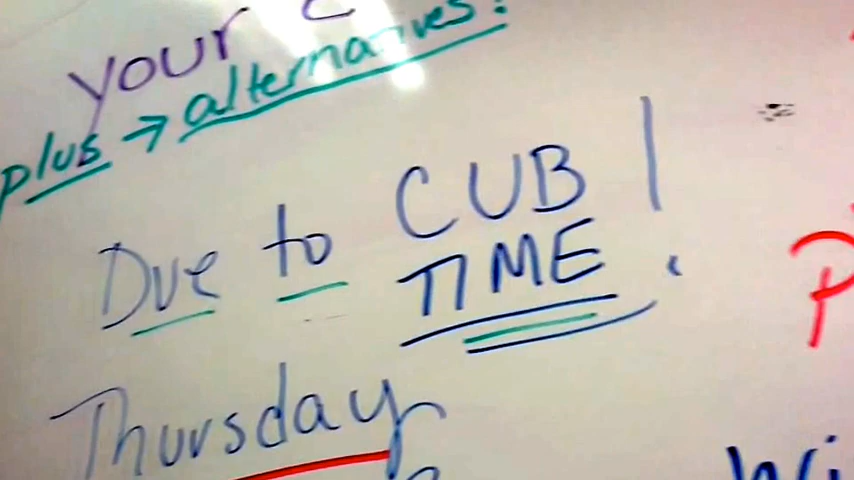 your
plus → alternatives!
Due to CUB
TIME!
Thursday